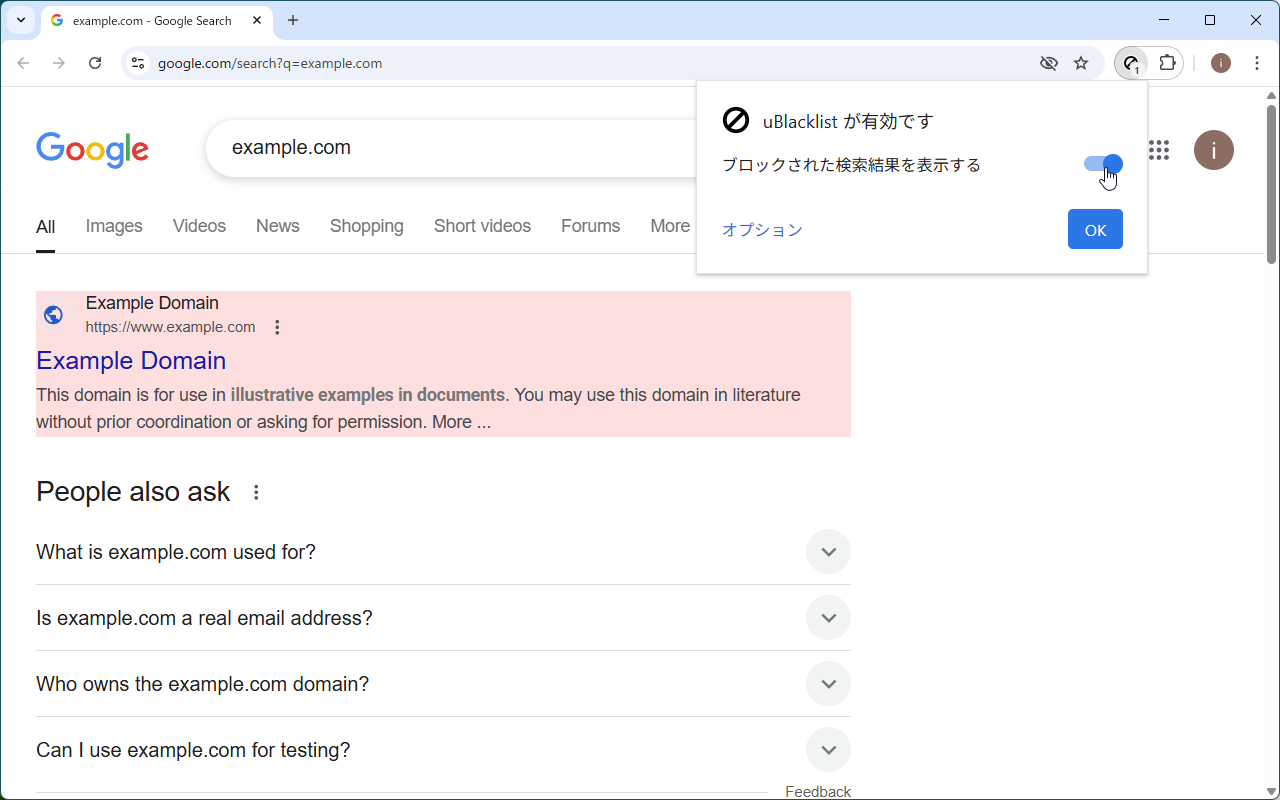 example.com - Google Search
google.com/search?q=example.com
1
i
uBlacklist が有効です
ブロックされた検索結果を表示する
オプション
OK
Google
example.com
i
All
Images
Videos
News
Shopping
Short videos
Forums
More
Example Domain
https://www.example.com
Example Domain
This domain is for use in illustrative examples in documents. You may use this domain in literature
without prior coordination or asking for permission. More ...
People also ask
What is example.com used for?
Is example.com a real email address?
Who owns the example.com domain?
Can I use example.com for testing?
Feedback